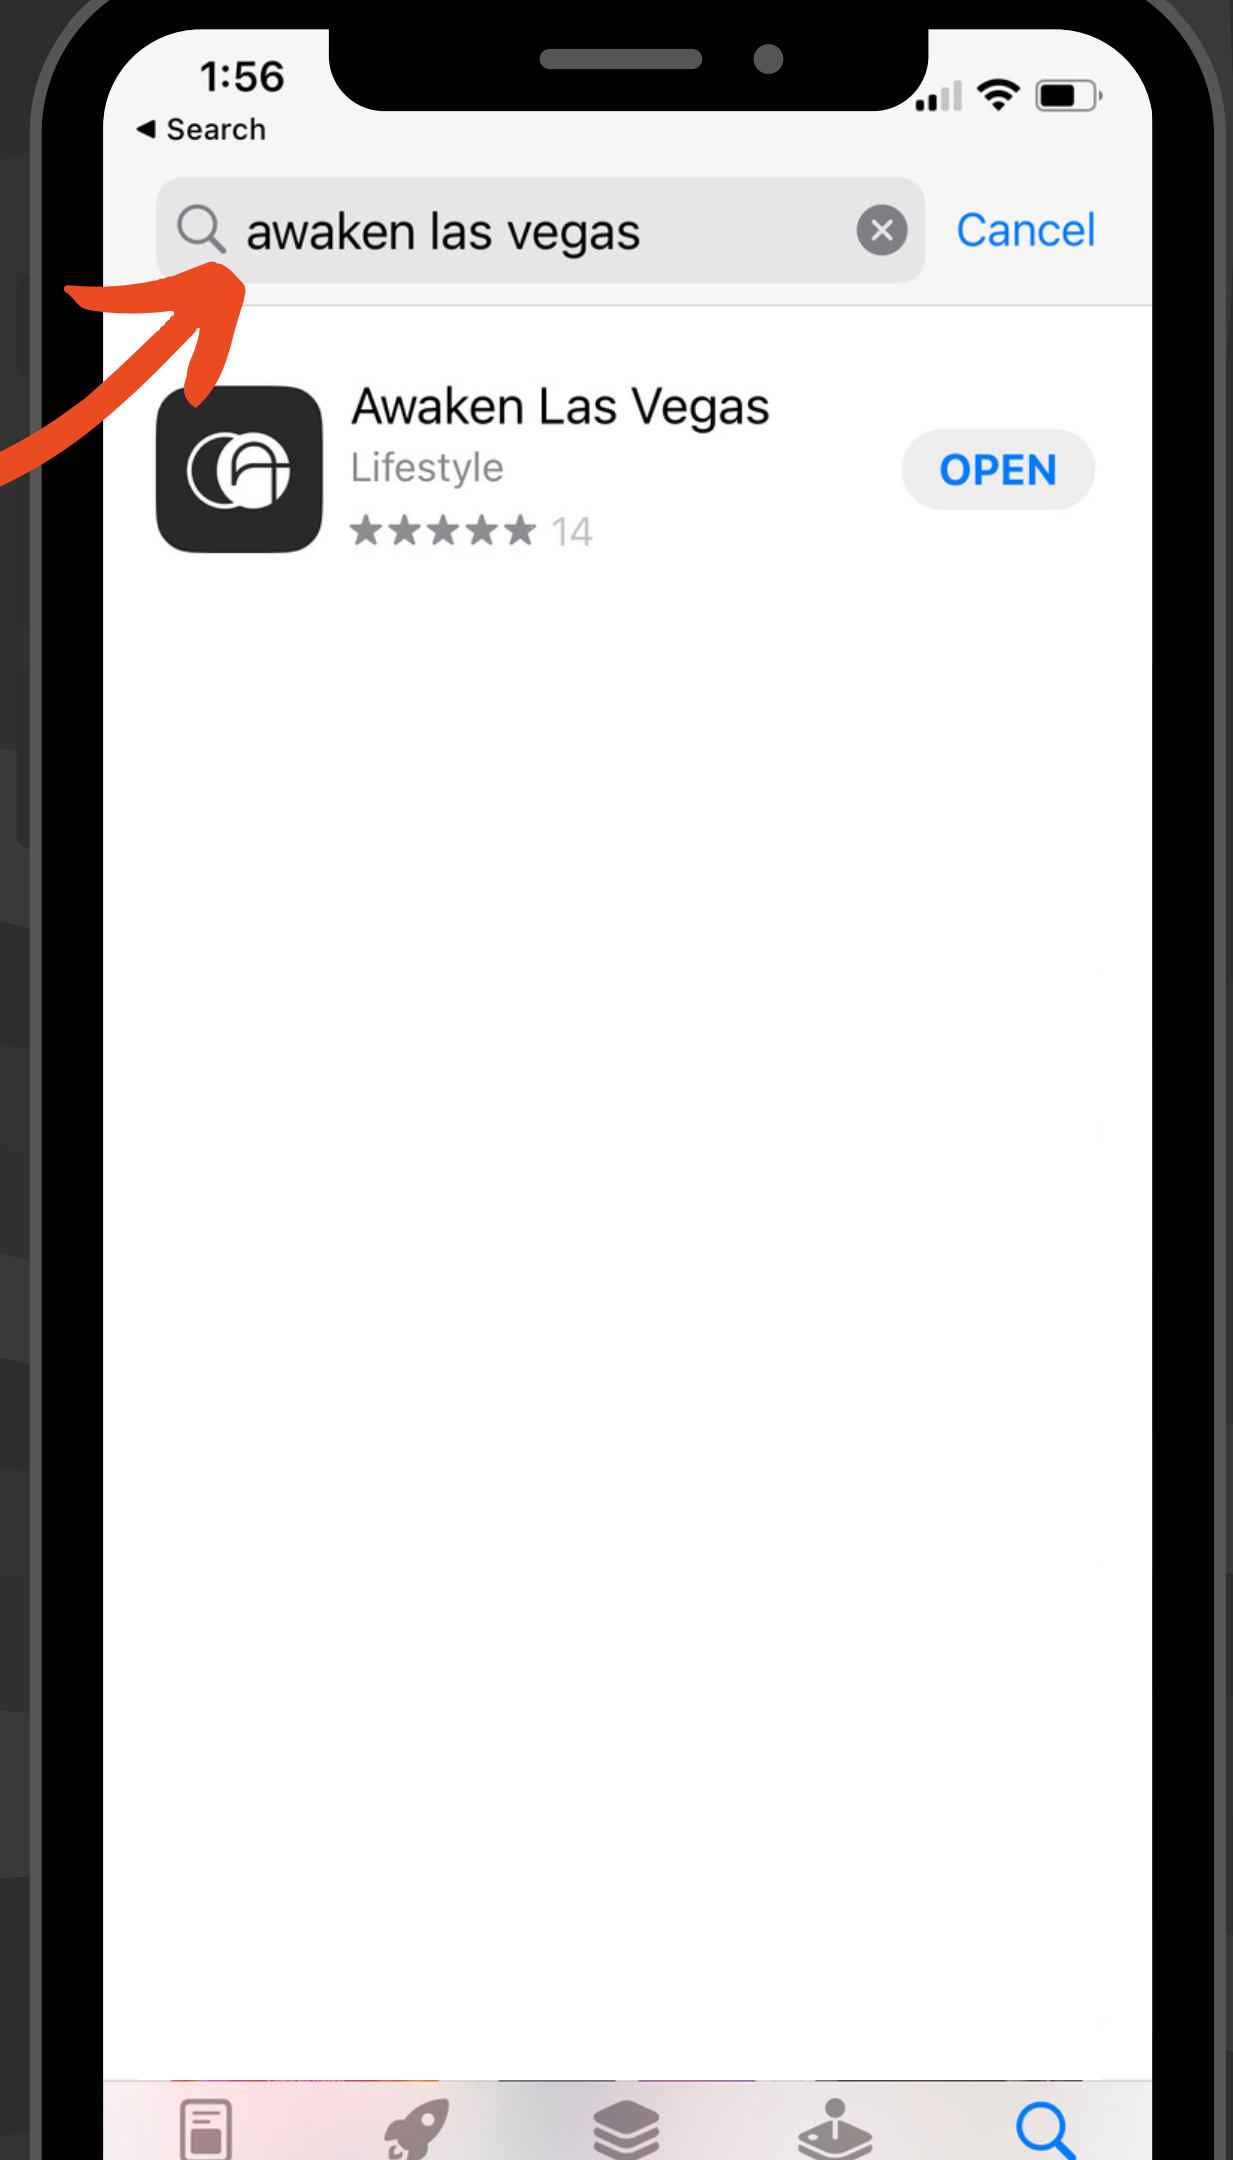 1:56
◀ Search
awaken las vegas
Cancel
Awaken Las Vegas
Lifestyle
OPEN
★★★★★ 14